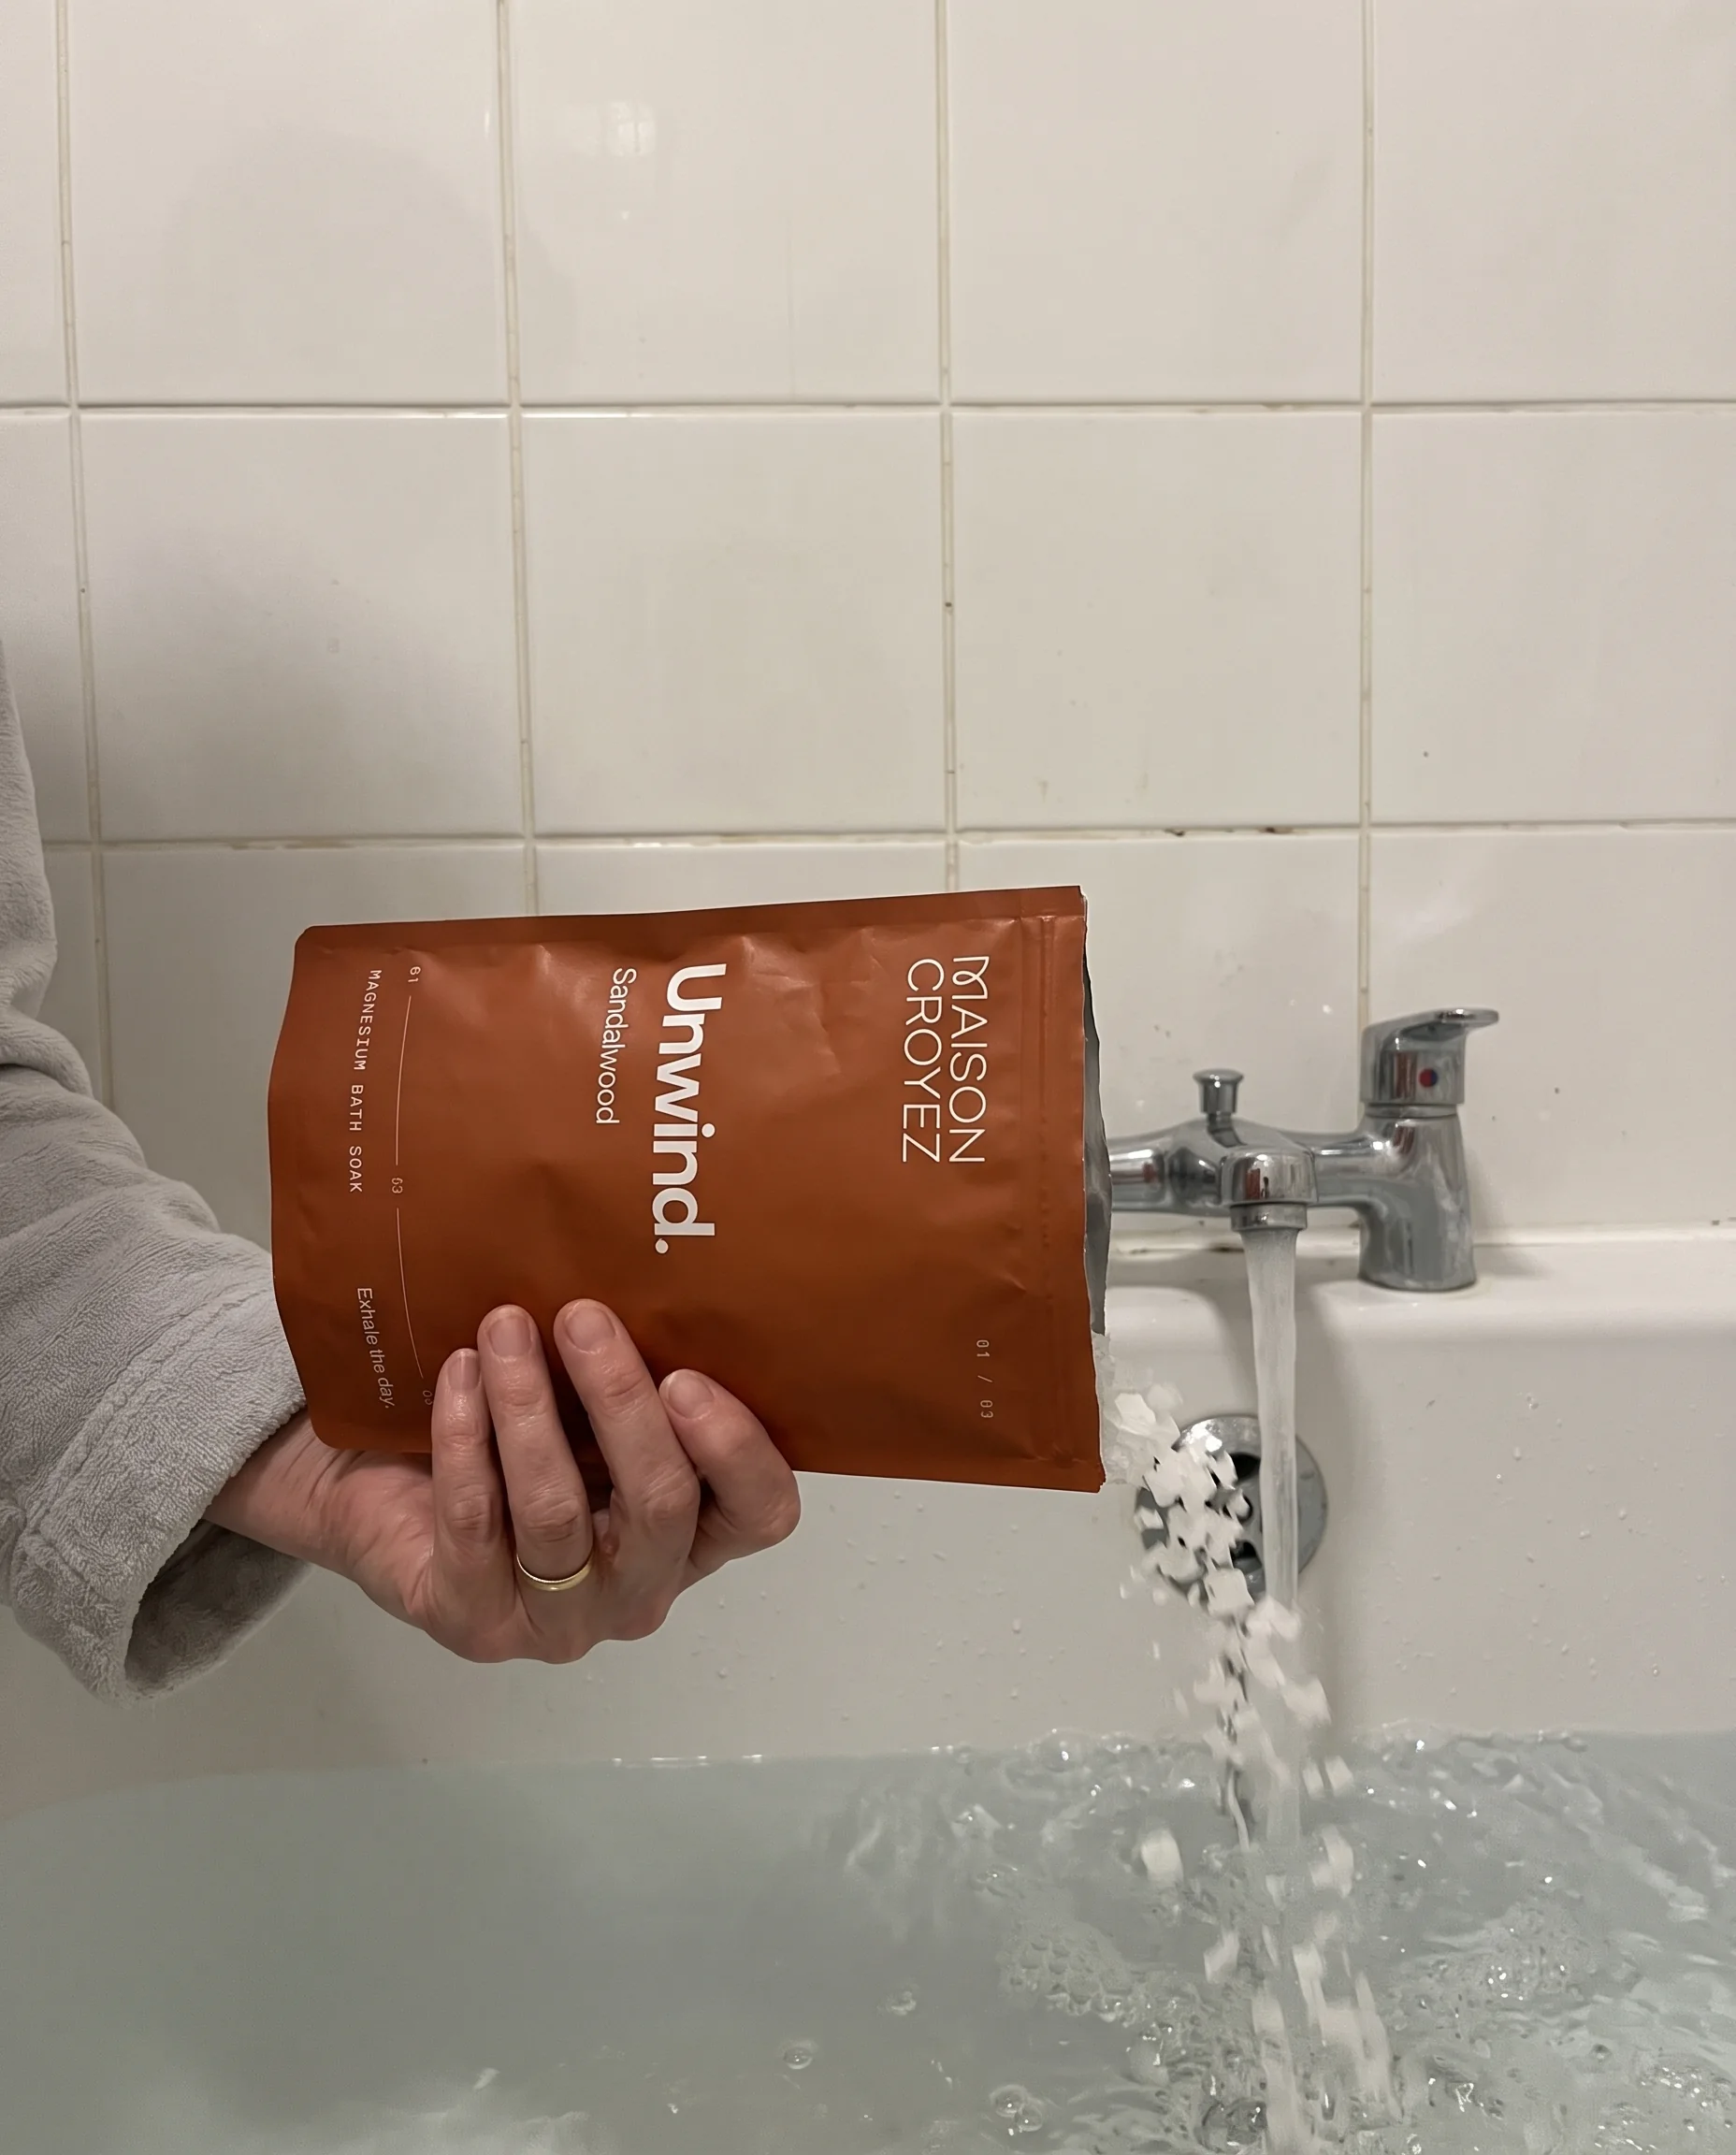 MAISON
CROYEZ
01 / 03
Unwind.
Sandalwood
01
03
MAGNESIUM BATH SOAK
Exhale the day.